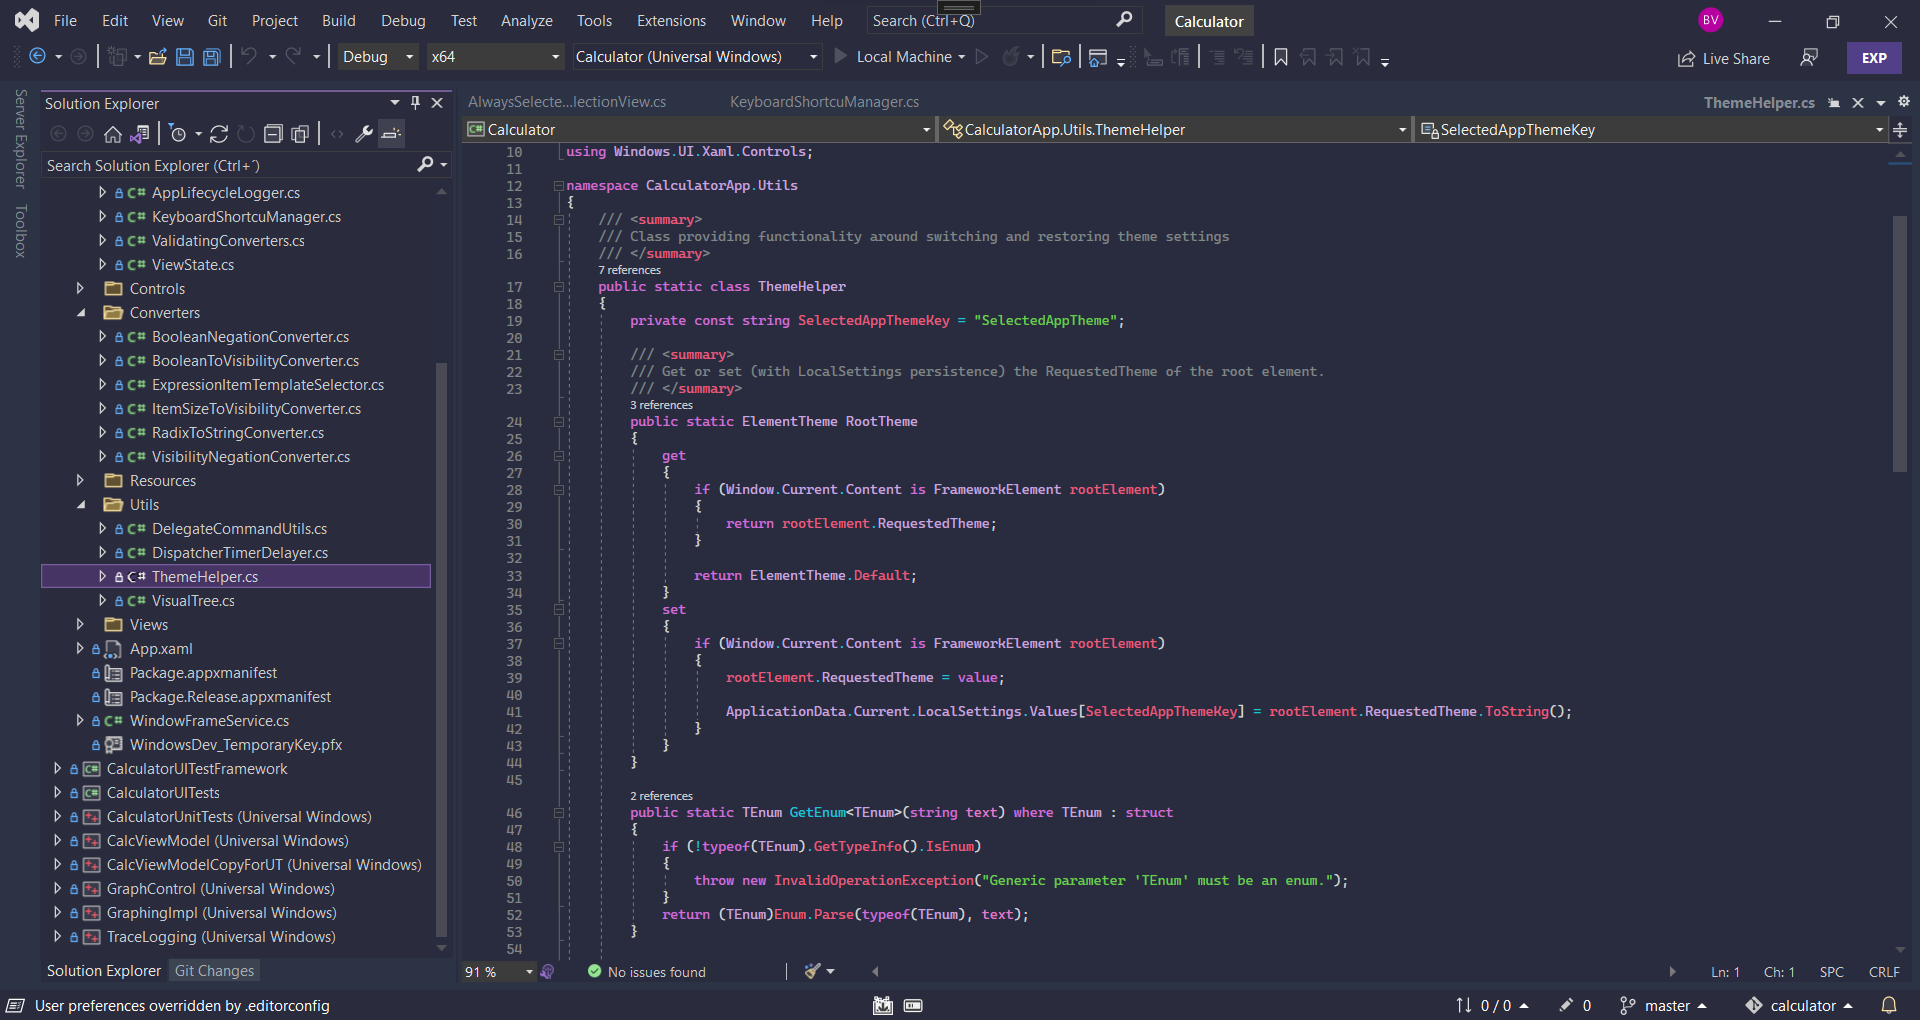 File Edit View Git Project Build Debug Test Analyze Tools Extensions Window Help Search (Ctrl+Q) Calculator BV
Debug x64 Calculator (Universal Windows) Local Machine Live Share EXP
Server Explorer
Toolbox
Solution Explorer
Search Solution Explorer (Ctrl+´)
AppLifecycleLogger.cs
KeyboardShortcuManager.cs
ValidatingConverters.cs
ViewState.cs
Controls
Converters
BooleanNegationConverter.cs
BooleanToVisibilityConverter.cs
ExpressionItemTemplateSelector.cs
ItemSizeToVisibilityConverter.cs
RadixToStringConverter.cs
VisibilityNegationConverter.cs
Resources
Utils
DelegateCommandUtils.cs
DispatcherTimerDelayer.cs
ThemeHelper.cs
VisualTree.cs
Views
App.xaml
Package.appxmanifest
Package.Release.appxmanifest
WindowFrameService.cs
WindowsDev_TemporaryKey.pfx
CalculatorUITestFramework
CalculatorUITests
CalculatorUnitTests (Universal Windows)
CalcViewModel (Universal Windows)
CalcViewModelCopyForUT (Universal Windows)
GraphControl (Universal Windows)
GraphingImpl (Universal Windows)
TraceLogging (Universal Windows)
Solution Explorer Git Changes
AlwaysSelecte...lectionView.cs KeyboardShortcuManager.cs ThemeHelper.cs
Calculator CalculatorApp.Utils.ThemeHelper SelectedAppThemeKey
10 using Windows.UI.Xaml.Controls;
11
12 namespace CalculatorApp.Utils
13 {
14 /// <summary>
15 /// Class providing functionality around switching and restoring theme settings
16 /// </summary>
7 references
17 public static class ThemeHelper
18 {
19 private const string SelectedAppThemeKey = "SelectedAppTheme";
20
21 /// <summary>
22 /// Get or set (with LocalSettings persistence) the RequestedTheme of the root element.
23 /// </summary>
3 references
24 public static ElementTheme RootTheme
25 {
26 get
27 {
28 if (Window.Current.Content is FrameworkElement rootElement)
29 {
30 return rootElement.RequestedTheme;
31 }
32
33 return ElementTheme.Default;
34 }
35 set
36 {
37 if (Window.Current.Content is FrameworkElement rootElement)
38 {
39 rootElement.RequestedTheme = value;
40
41 ApplicationData.Current.LocalSettings.Values[SelectedAppThemeKey] = rootElement.RequestedTheme.ToString();
42 }
43 }
44 }
45
2 references
46 public static TEnum GetEnum<TEnum>(string text) where TEnum : struct
47 {
48 if (!typeof(TEnum).GetTypeInfo().IsEnum)
49 {
50 throw new InvalidOperationException("Generic parameter 'TEnum' must be an enum.");
51 }
52 return (TEnum)Enum.Parse(typeof(TEnum), text);
53 }
54
91 % No issues found Ln: 1 Ch: 1 SPC CRLF
User preferences overridden by .editorconfig 0 / 0 0 master calculator